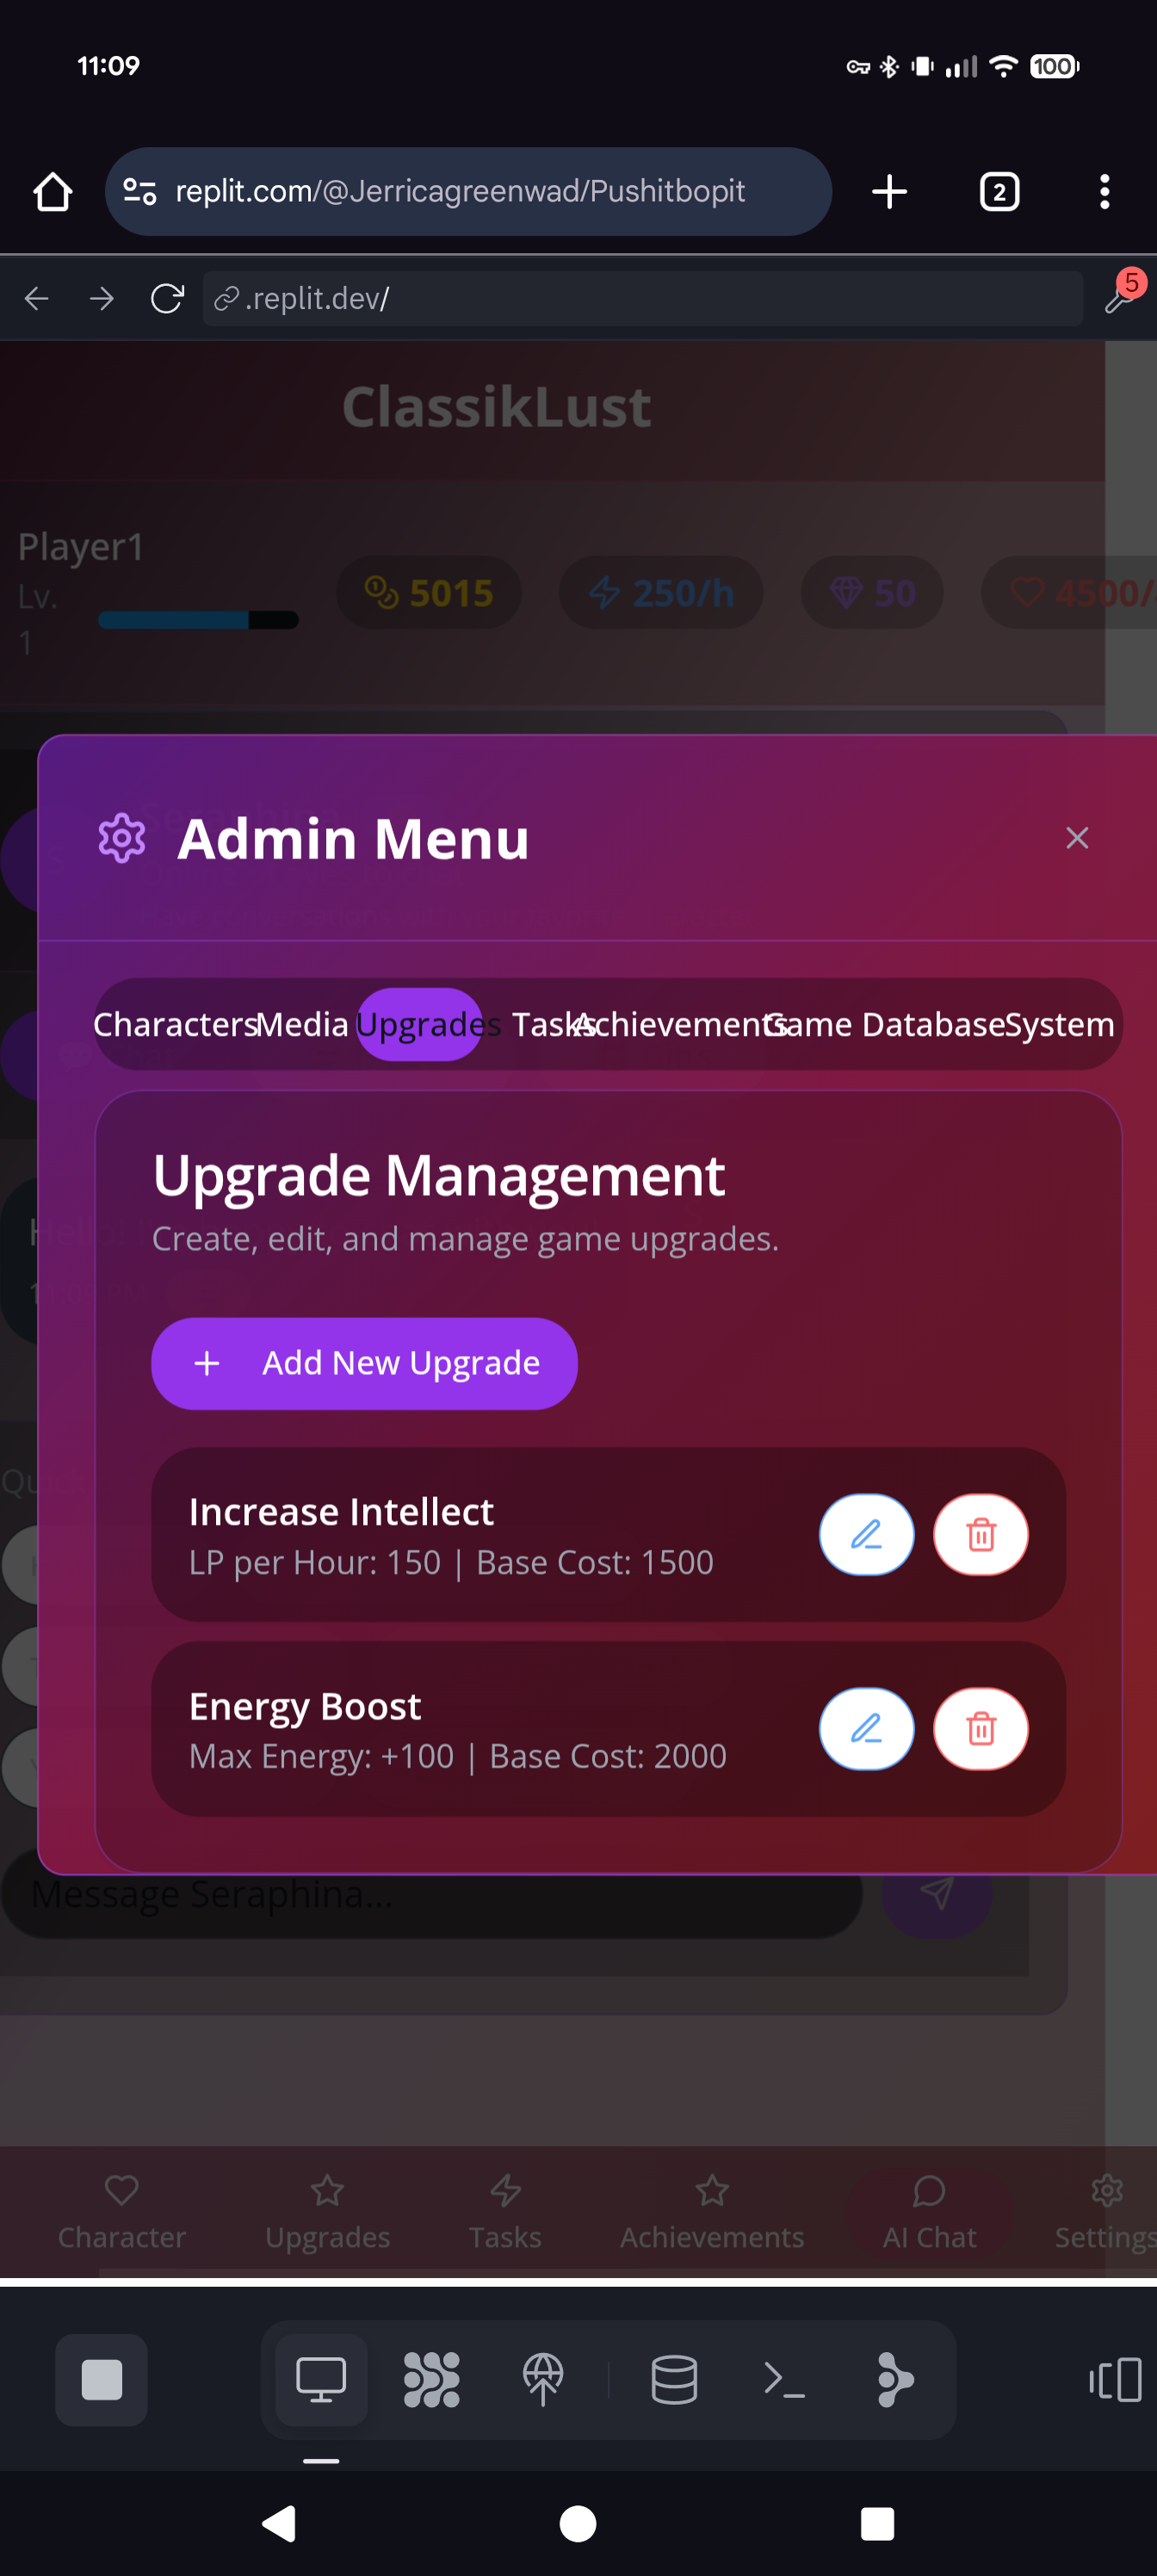 11:09
100
replit.com/@Jerricagreenwad/Pushitbopit
2
.replit.dev/
5
ClassikLust
Player1
Lv.
1
5015
250/h
50
4500/
Admin Menu
Characters Media Upgrades Tasks Achievements Game Database System
Upgrade Management
Create, edit, and manage game upgrades.
Add New Upgrade
Increase Intellect
LP per Hour: 150 | Base Cost: 1500
Energy Boost
Max Energy: +100 | Base Cost: 2000
Message Seraphina...
Character Upgrades Tasks Achievements AI Chat Settings